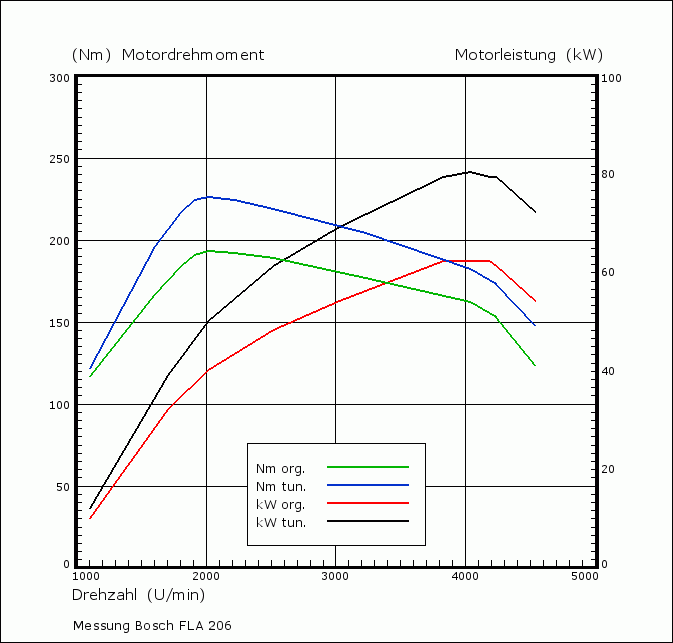 (Nm) Motordrehmoment Motorleistung (kW)
300 100
250
80
200
60
150
40
100
20
50
0 0
1000 2000 3000 4000 5000
Nm org.
Nm tun.
kW org.
kW tun.
Drehzahl (U/min)
Messung Bosch FLA 206